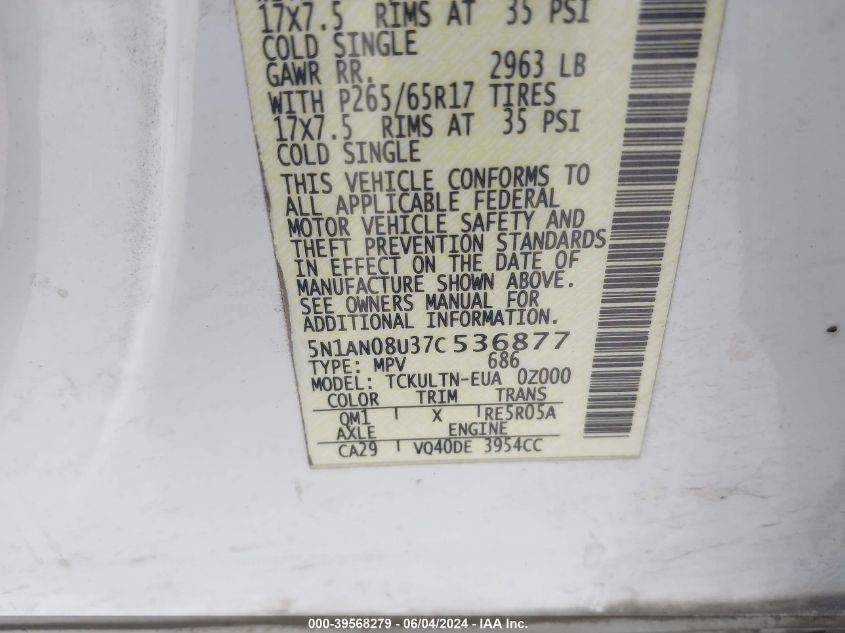 17X7.5 RIMS AT 35 PSI
COLD SINGLE
GAWR RR. 2963 LB
WITH P265/65R17 TIRES
17X7.5 RIMS AT 35 PSI
COLD SINGLE
THIS VEHICLE CONFORMS TO
ALL APPLICABLE FEDERAL
MOTOR VEHICLE SAFETY AND
THEFT PREVENTION STANDARDS
IN EFFECT ON THE DATE OF
MANUFACTURE SHOWN ABOVE.
SEE OWNERS MANUAL FOR
ADDITIONAL INFORMATION.
5N1AN08U37C536877
TYPE: MPV 686
MODEL: TCKULTN-EUA 0Z000
COLOR TRIM TRANS
QM1 X RE5R05A
AXLE ENGINE
CA29 VQ40DE 3954CC
000-39568279 - 06/04/2024 - IAA Inc.